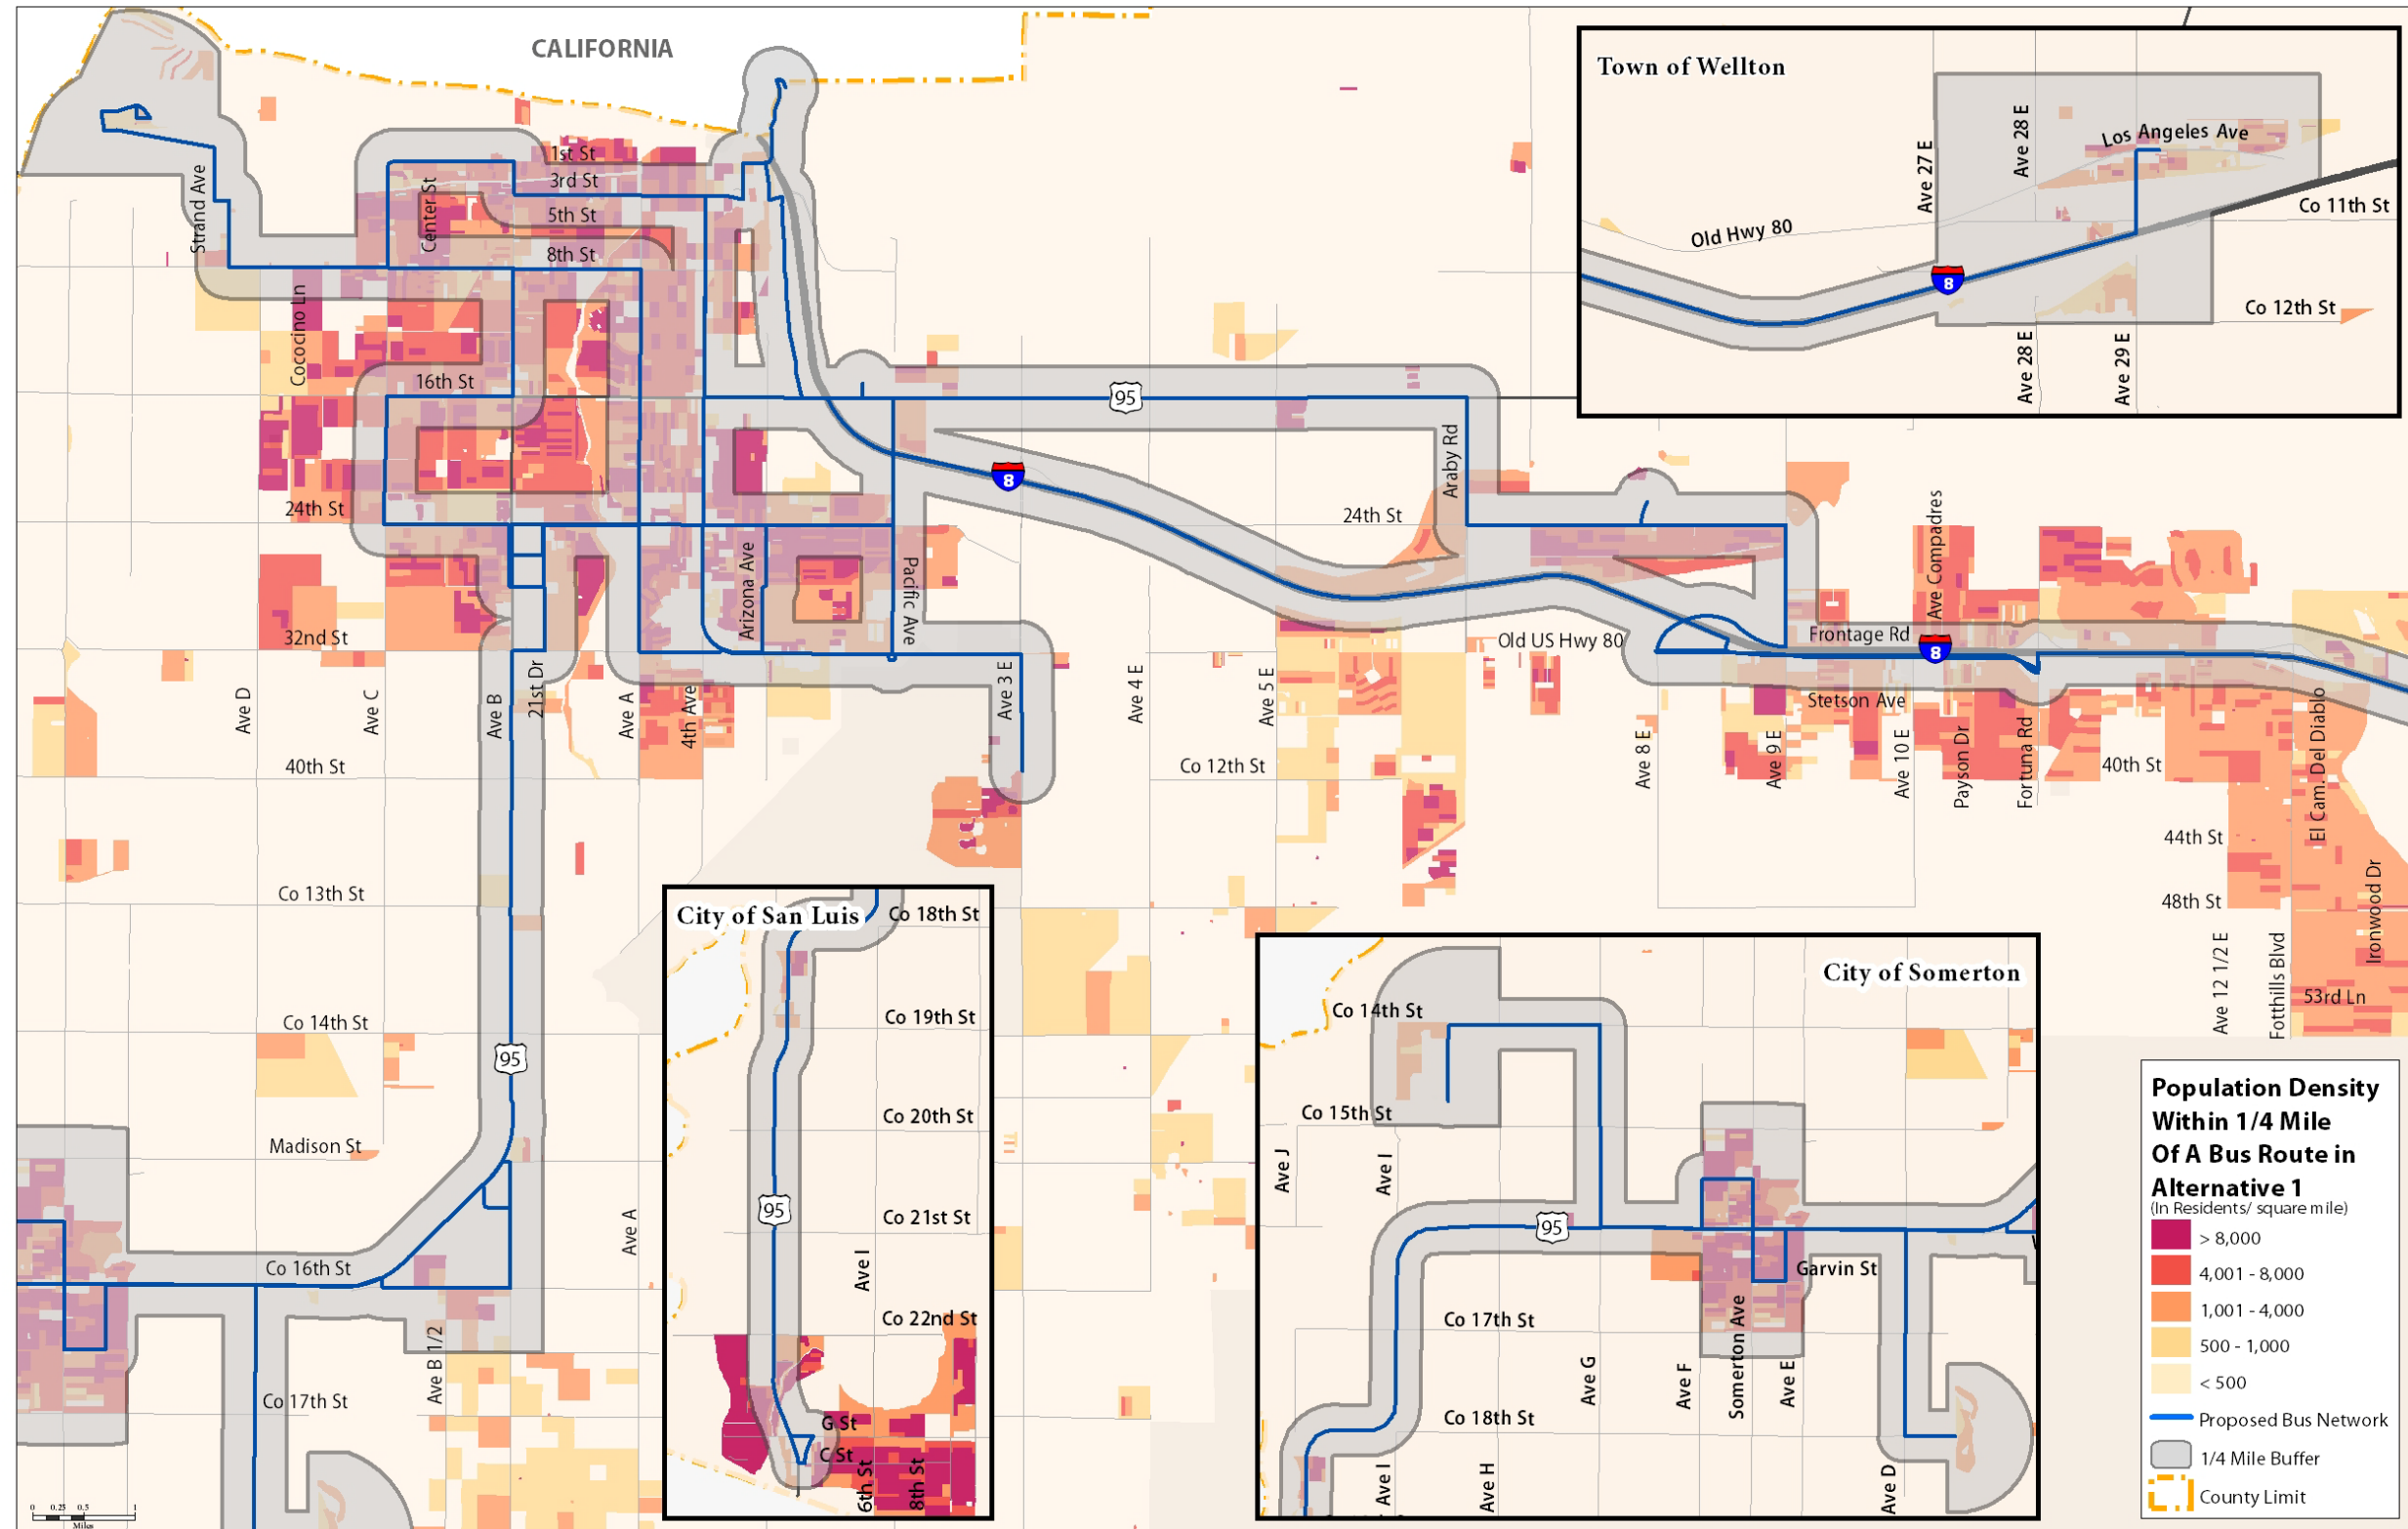 CALIFORNIA
Strand Ave
Center St
1st St
3rd St
5th St
8th St
Cococino Ln
16th St
24th St
32nd St
Ave D
Ave C
Ave B
21st Dr
Ave A
4th Ave
Arizona Ave
Pacific Ave
Ave 3 E
Ave 4 E
Ave 5 E
95
8
Araby Rd
24th St
Old US Hwy 80
Co 12th St
Ave 8 E
Ave 9 E
Ave 10 E
Frontage Rd
8
Stetson Ave
Ave Compadres
Payson Dr
Fortuna Rd
40th St
El Cam. Del Diablo
44th St
48th St
Ironwood Dr
Ave 12 1/2 E
Fotthills Blvd
53rd Ln
40th St
Co 13th St
Co 14th St
95
Madison St
Co 16th St
Ave A
Ave B 1/2
Co 17th St
0 0.25 0.5 1
Miles
Town of Wellton
Ave 27 E
Ave 28 E
Los Angeles Ave
Old Hwy 80
Co 11th St
8
Co 12th St
Ave 28 E
Ave 29 E
City of San Luis
Co 18th St
Co 19th St
Co 20th St
95
Co 21st St
Ave I
Co 22nd St
G St
C St
6th St
8th St
City of Somerton
Co 14th St
Co 15th St
Ave J
Ave I
95
Garvin St
Co 17th St
Ave G
Ave F
Somerton Ave
Ave E
Co 18th St
Ave I
Ave H
Ave D
Population Density
Within 1/4 Mile
Of A Bus Route in
Alternative 1
(In Residents/ square mile)
> 8,000
4,001 - 8,000
1,001 - 4,000
500 - 1,000
< 500
Proposed Bus Network
1/4 Mile Buffer
County Limit